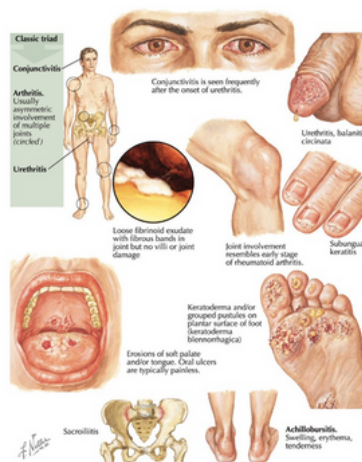 Classic triad
Conjunctivitis
Arthritis.
Usually
asymmetric
involvement
of multiple
joints
(circled)
Urethritis
Conjunctivitis is seen frequently
after the onset of urethritis.
Urethritis, balanit
circinata
Loose fibrinoid exudate
with fibrous bands in
joint but no villi or joint
damage
Joint involvement
resembles early stage
of rheumatoid arthritis.
Subungua
keratitis
Erosions of soft palate
and/or tongue. Oral ulcers
are typically painless.
Keratoderma and/or
grouped pustules on
plantar surface of foot
(keratoderma
blennorrhagica)
Sacroiliitis
Achillobursitis.
Swelling, erythema,
tenderness